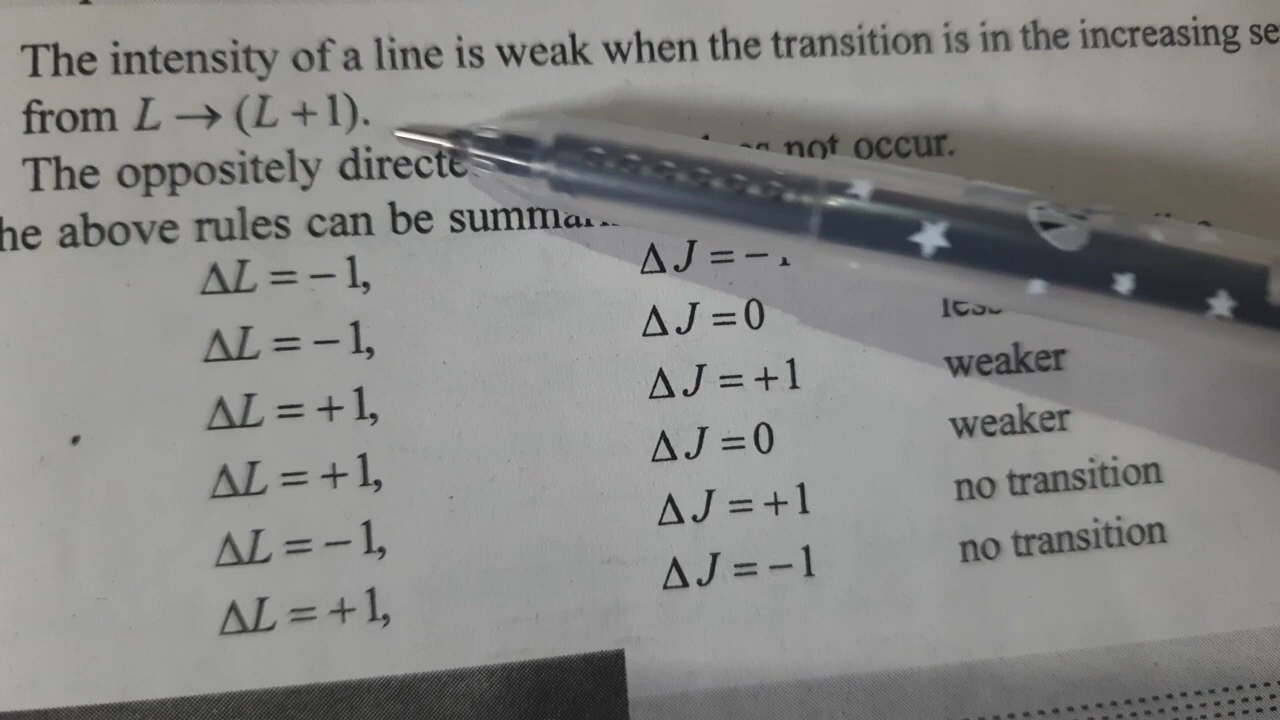 The intensity of a line is weak when the transition is in the increasing se
from L → (L + 1).
The oppositely directe not occur.
he above rules can be
ΔL = −1, ΔJ = −
ΔL = −1, ΔJ = 0
ΔL = +1, ΔJ = +1 weaker
ΔL = +1, ΔJ = 0 weaker
ΔL = −1, ΔJ = +1 no transition
ΔL = +1, ΔJ = −1 no transition